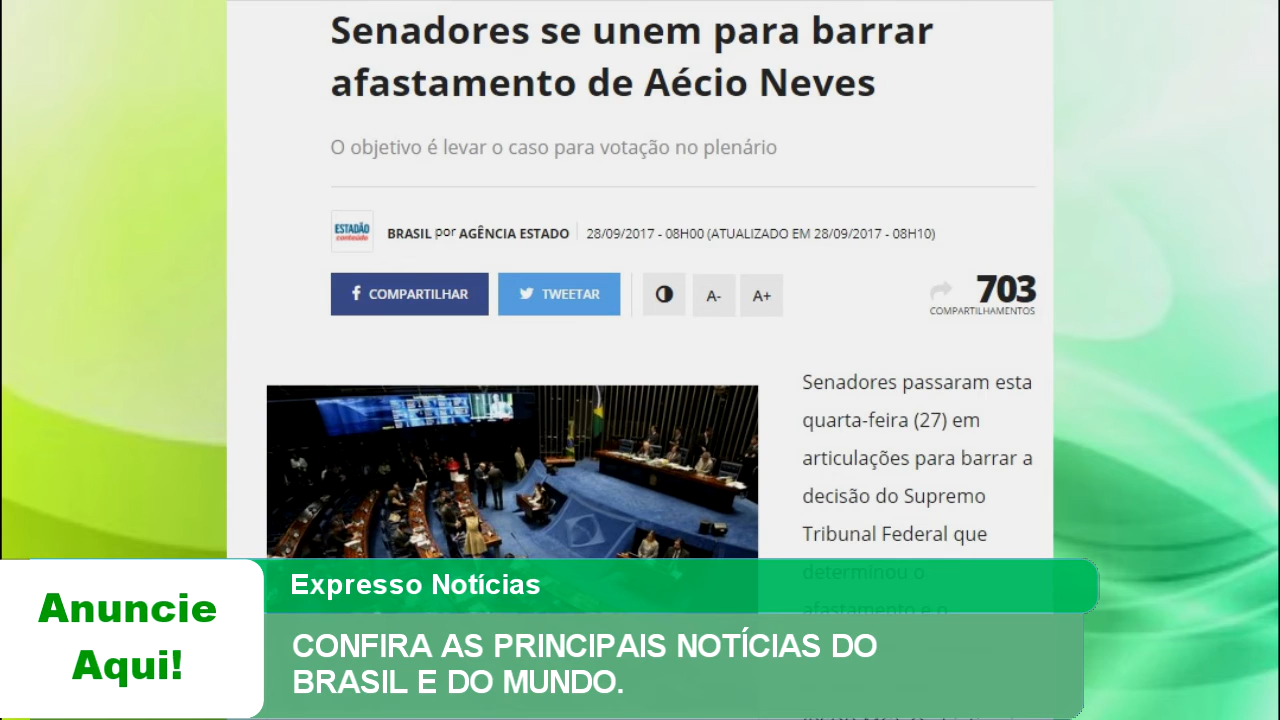 Senadores se unem para barrar
afastamento de Aécio Neves
O objetivo é levar o caso para votação no plenário
ESTADÃO
conteúdo
BRASIL por AGÊNCIA ESTADO
28/09/2017 - 08H00 (ATUALIZADO EM 28/09/2017 - 08H10)
COMPARTILHAR
TWEETAR
A-
A+
703
COMPARTILHAMENTOS
Senadores passaram esta
quarta-feira (27) em
articulações para barrar a
decisão do Supremo
Tribunal Federal que
determinou o
afastamento e o
Expresso Notícias
CONFIRA AS PRINCIPAIS NOTÍCIAS DO
BRASIL E DO MUNDO.
Anuncie
Aqui!